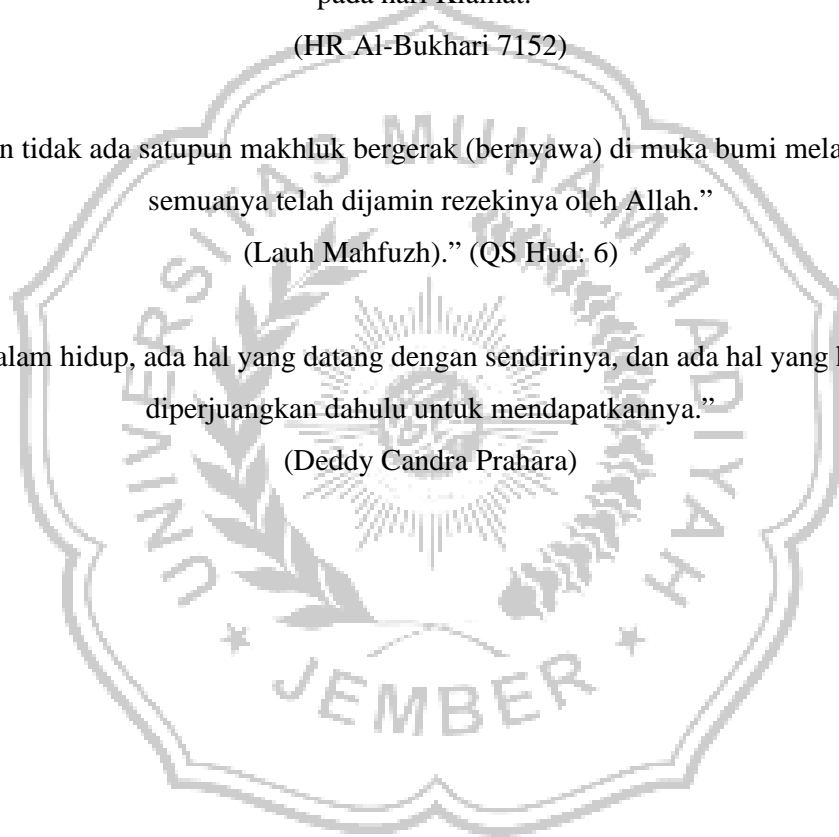 pada hari Kiamat.
(HR Al-Bukhari 7152)
n tidak ada satupun makhluk bergerak (bernyawa) di muka bumi mela
semuanya telah dijamin rezekinya oleh Allah.”
(Lauh Mahfuzh).” (QS Hud: 6)
alam hidup, ada hal yang datang dengan sendirinya, dan ada hal yang
diperjuangkan dahulu untuk mendapatkannya.”
(Deddy Candra Prahara)
UNIVERSITAS MUHAMMADIYAH
JEMBER